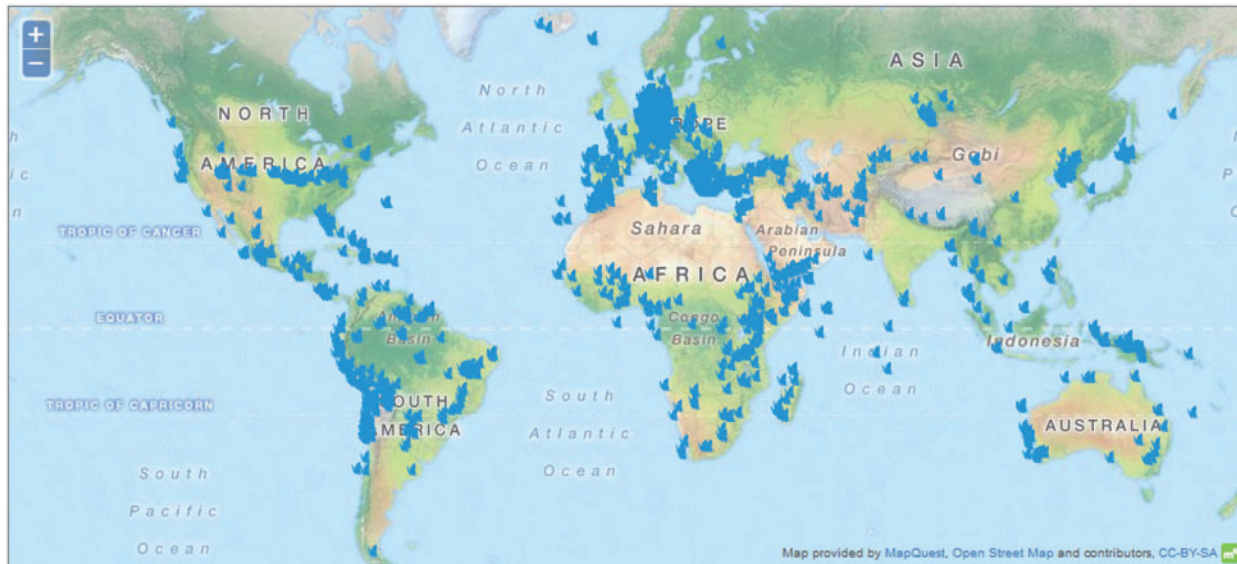 +
−
ASIA
North
Atlantic
Ocean
NORTH
AMERICA
Gobi
TROPIC OF CANCER
Sahara
Arabian
Peninsula
AFRICA
EQUATOR
Congo
Basin
Basin
Indonesia
Indian
Ocean
TROPIC OF CAPRICORN
South
Atlantic
Ocean
AMERICA
AUSTRALIA
South
Pacific
Ocean
Map provided by MapQuest, Open Street Map and contributors, CC-BY-SA